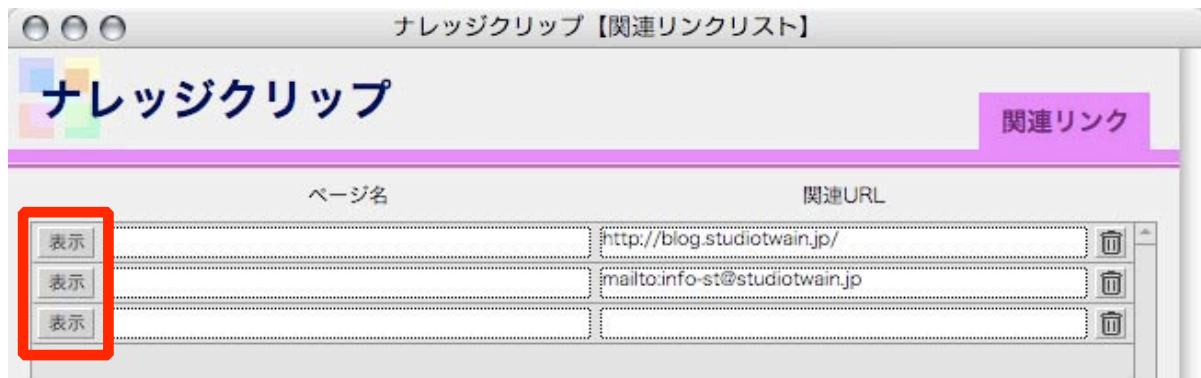 ナレッジクリップ【関連リンクリスト】
ナレッジクリップ
関連リンク
ページ名 関連URL
表示 http://blog.studiotwain.jp/
表示 mailto:info-st@studiotwain.jp
表示